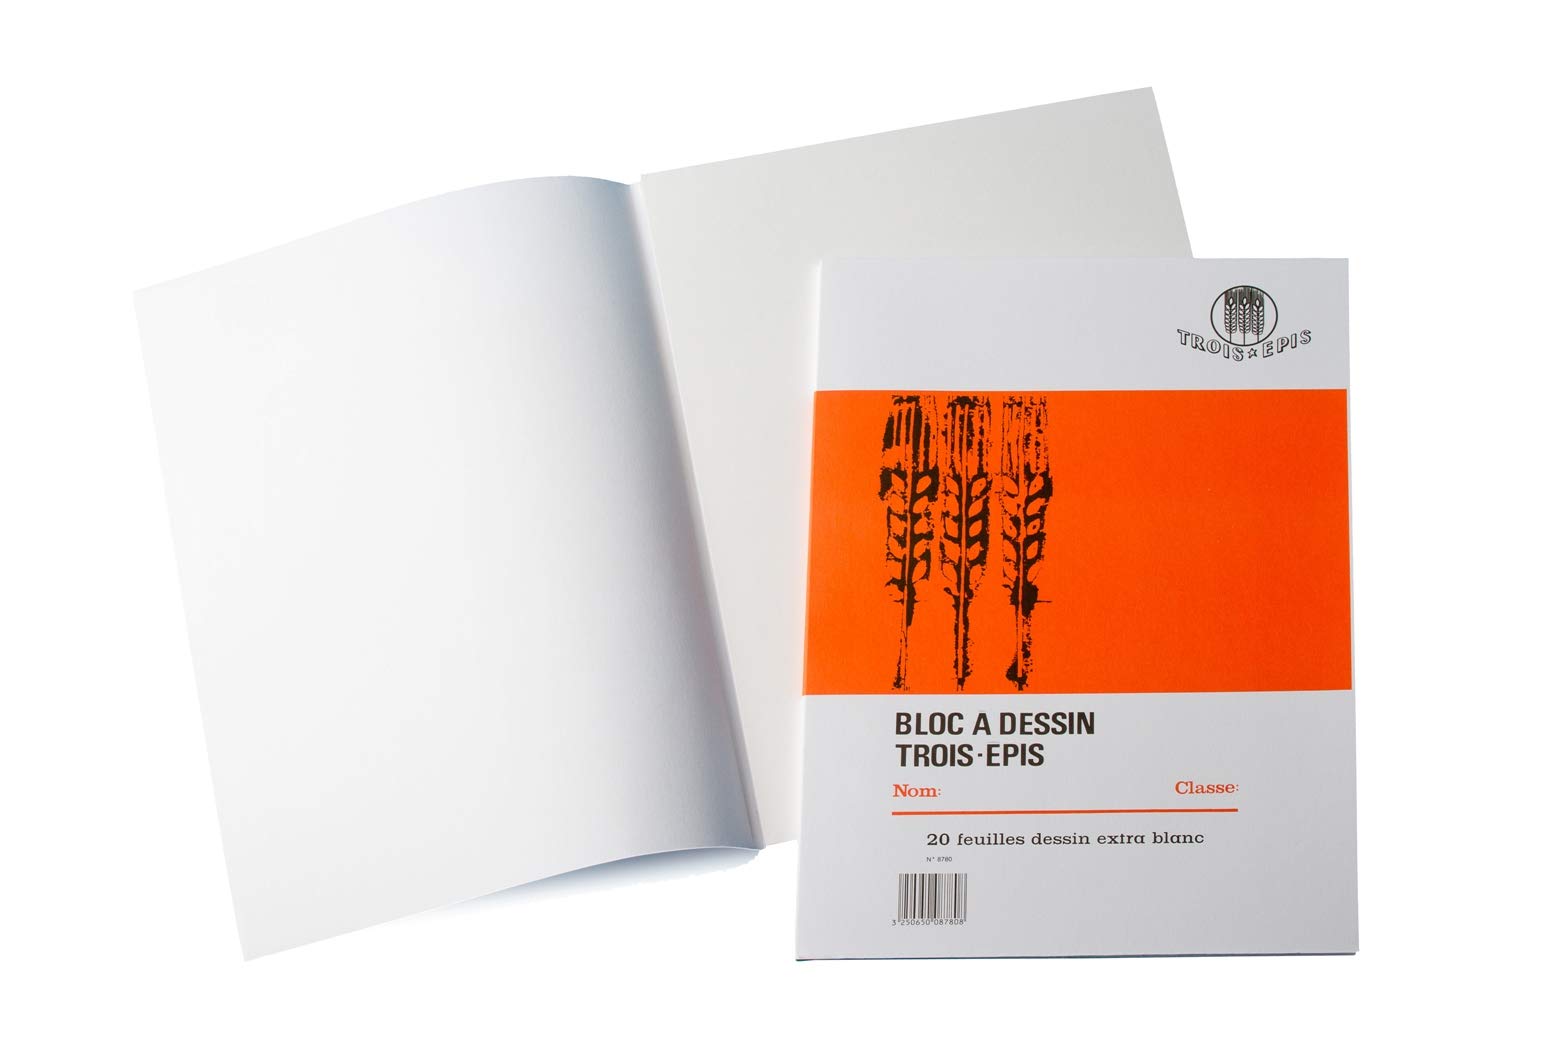 TROIS★EPIS
BLOC A DESSIN
TROIS-EPIS
Nom: Classe:
20 feuilles dessin extra blanc
N° 8780
3 250650 087808